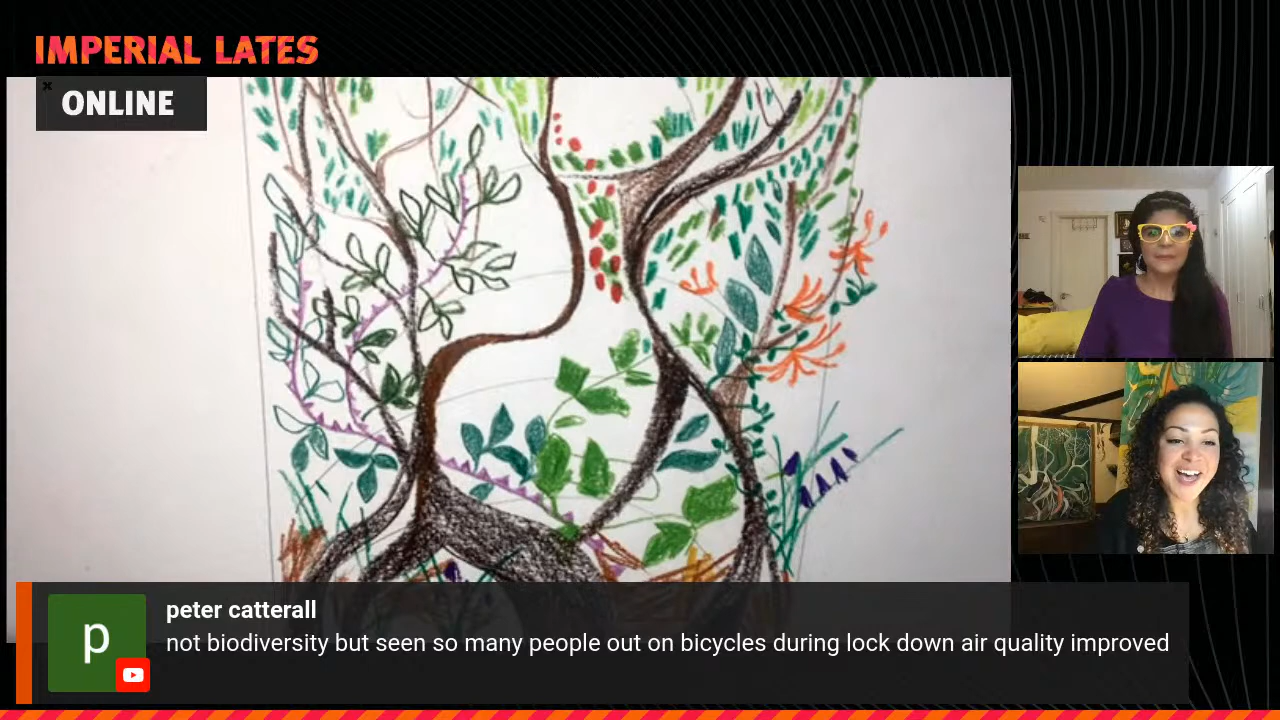 IMPERIAL LATES
ONLINE
p
peter catterall
not biodiversity but seen so many people out on bicycles during lock down air quality improved